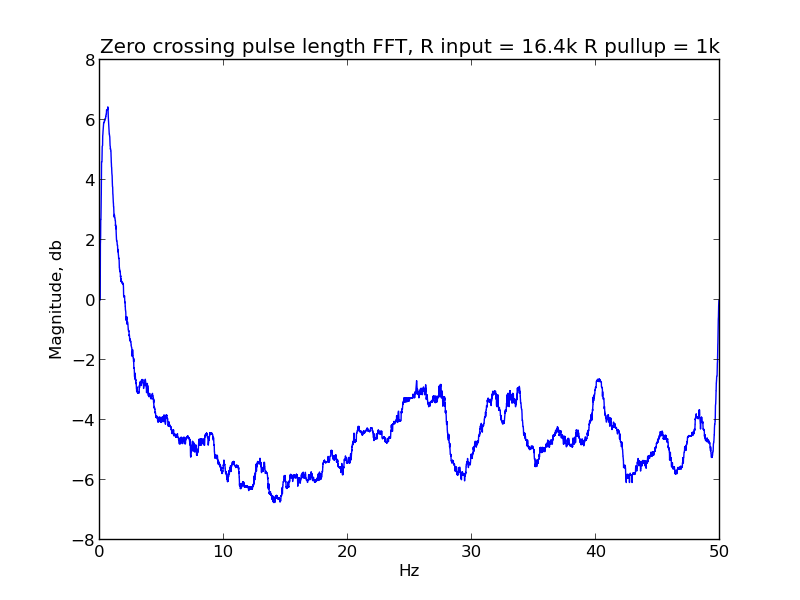 Zero crossing pulse length FFT, R input = 16.4k R pullup = 1k
8
6
4
2
0
−2
−4
−6
−8
Magnitude, db
0 10 20 30 40 50
Hz